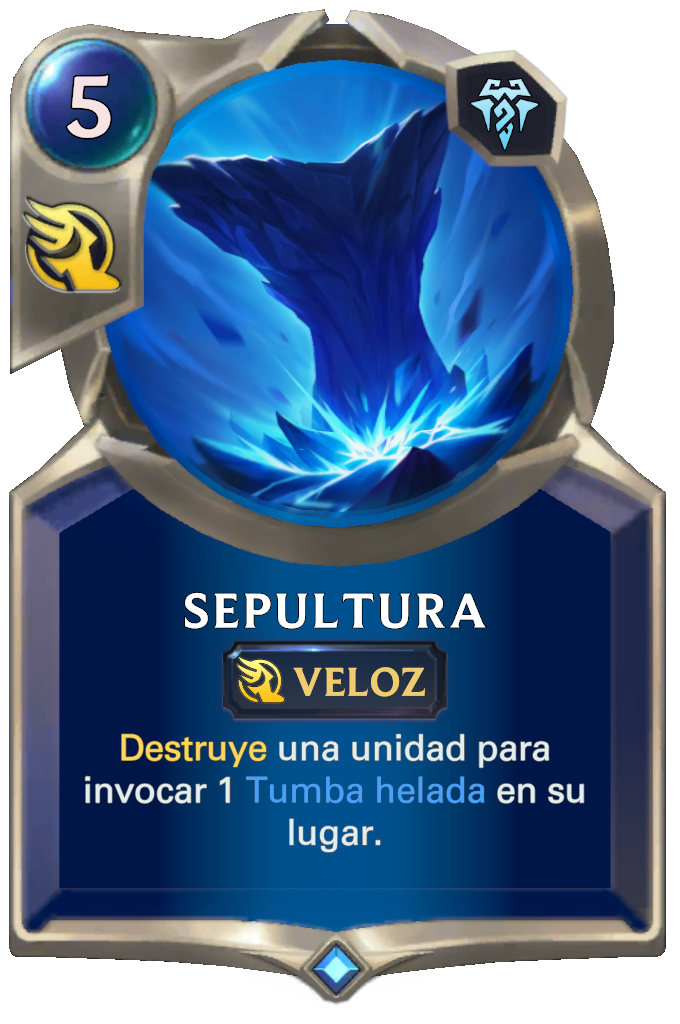 5
SEPULTURA
VELOZ
Destruye una unidad para
invocar 1 Tumba helada en su
lugar.